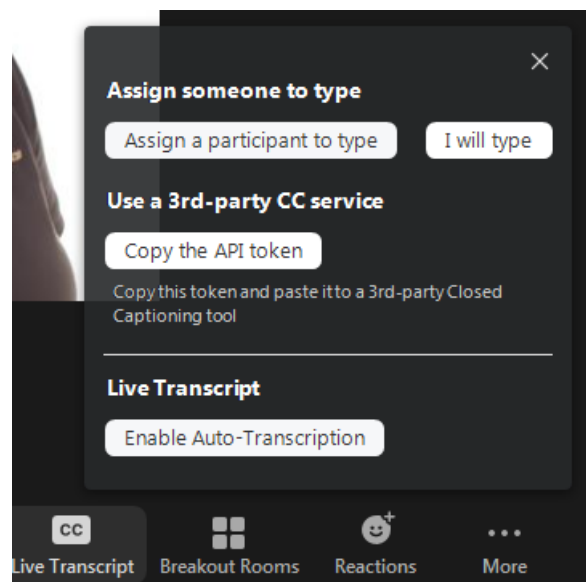 Assign someone to type
Assign a participant to type
I will type
Use a 3rd-party CC service
Copy the API token
Copy this token and paste it to a 3rd-party Closed
Captioning tool
Live Transcript
Enable Auto-Transcription
CC
Live Transcript
Breakout Rooms
Reactions
More